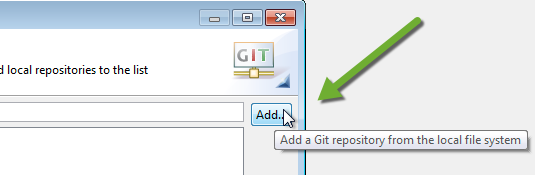 GIT
d local repositories to the list
Add...
Add a Git repository from the local file system